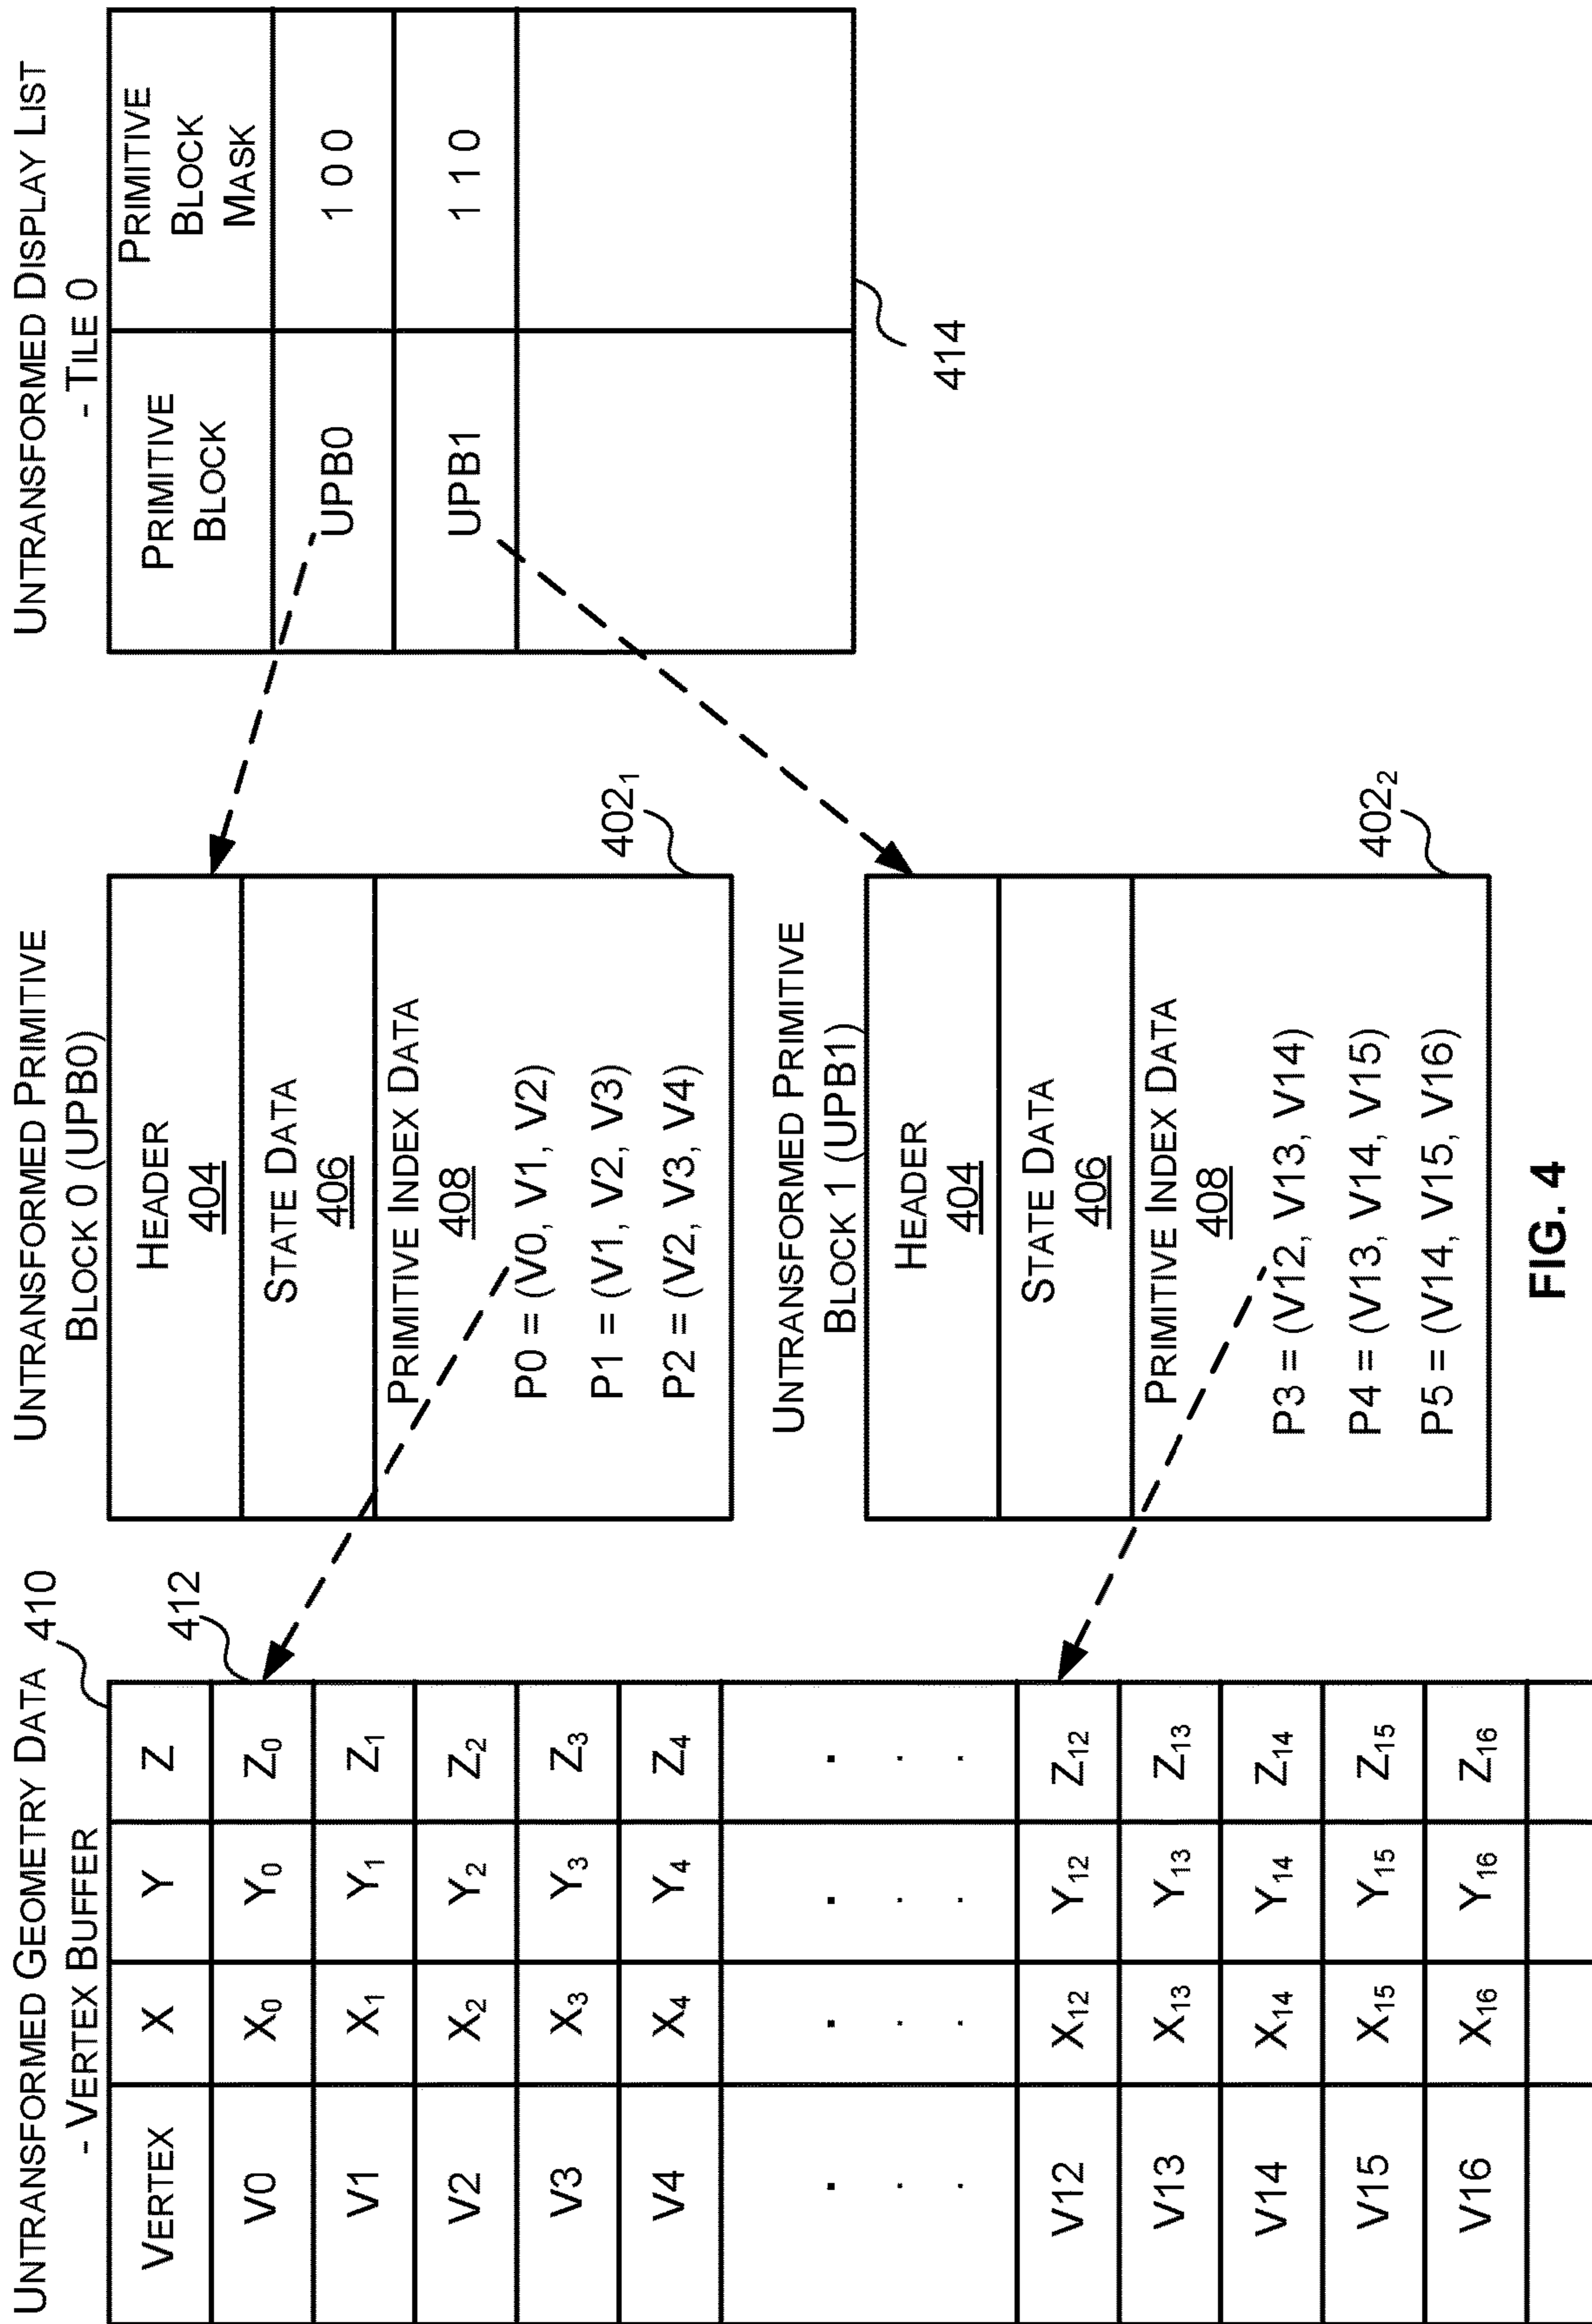 UNTRANSFORMED GEOMETRY DATA 410
- VERTEX BUFFER
412
VERTEX X Y Z
V0 X0 Y0 Z0
V1 X1 Y1 Z1
V2 X2 Y2 Z2
V3 X3 Y3 Z3
V4 X4 Y4 Z4
. . . .
. . . .
. . . .
V12 X12 Y12 Z12
V13 X13 Y13 Z13
V14 X14 Y14 Z14
V15 X15 Y15 Z15
V16 X16 Y16 Z16
UNTRANSFORMED PRIMITIVE
BLOCK 0 (UPB0)
HEADER
404
STATE DATA
406
PRIMITIVE INDEX DATA
408
P0 = (V0, V1, V2)
P1 = (V1, V2, V3)
P2 = (V2, V3, V4)
4021
UNTRANSFORMED PRIMITIVE
BLOCK 1 (UPB1)
HEADER
404
STATE DATA
406
PRIMITIVE INDEX DATA
408
P3 = (V12, V13, V14)
P4 = (V13, V14, V15)
P5 = (V14, V15, V16)
4022
UNTRANSFORMED DISPLAY LIST
- TILE 0
PRIMITIVE
BLOCK
PRIMITIVE
BLOCK
MASK
UPB0 1 0 0
UPB1 1 1 0
414
FIG. 4